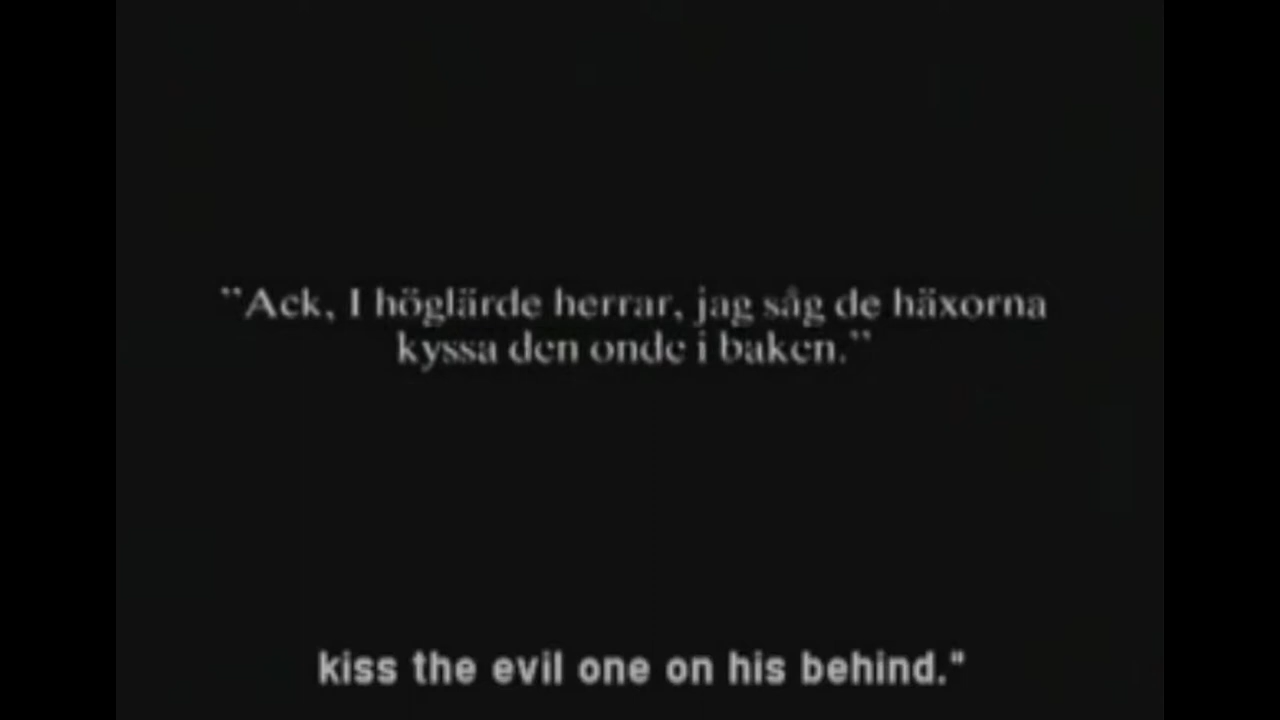 ”Ack, I höglärde herrar, jag såg de häxorna
kyssa den onde i baken.”
kiss the evil one on his behind."